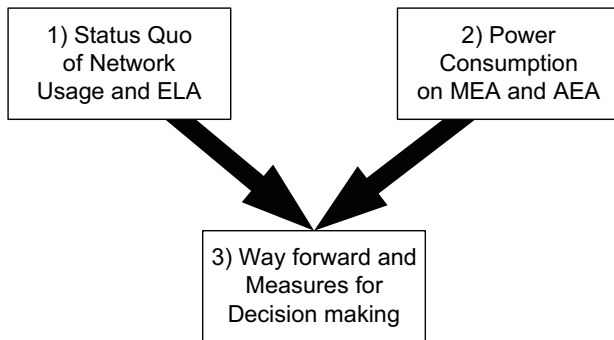 1) Status Quo
of Network
Usage and ELA
2) Power
Consumption
on MEA and AEA
3) Way forward and
Measures for
Decision making